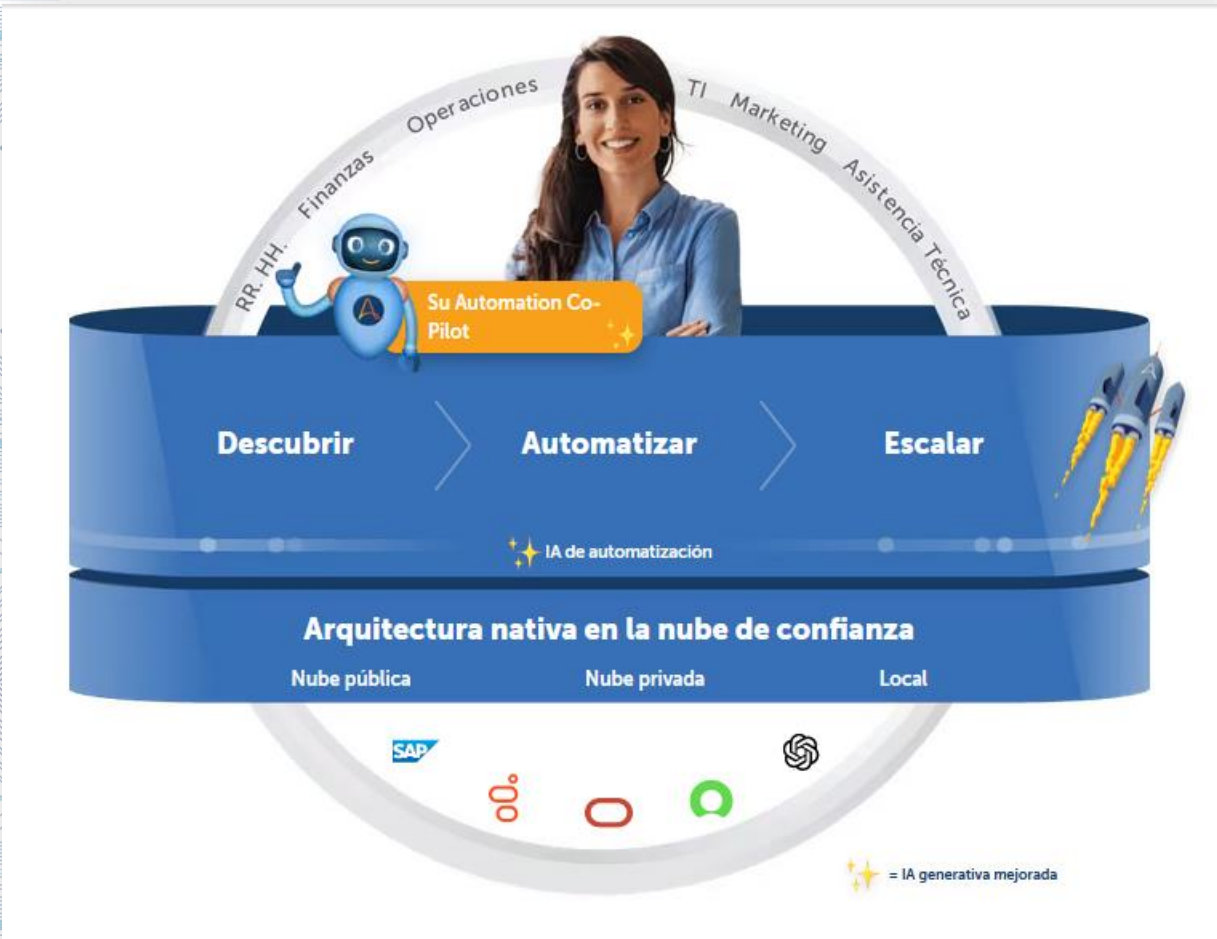 RR. HH. Finanzas Operaciones TI Marketing Asistencia Técnica
Su Automation Co-
Pilot
Descubrir Automatizar Escalar
IA de automatización
Arquitectura nativa en la nube de confianza
Nube pública Nube privada Local
SAP
= IA generativa mejorada